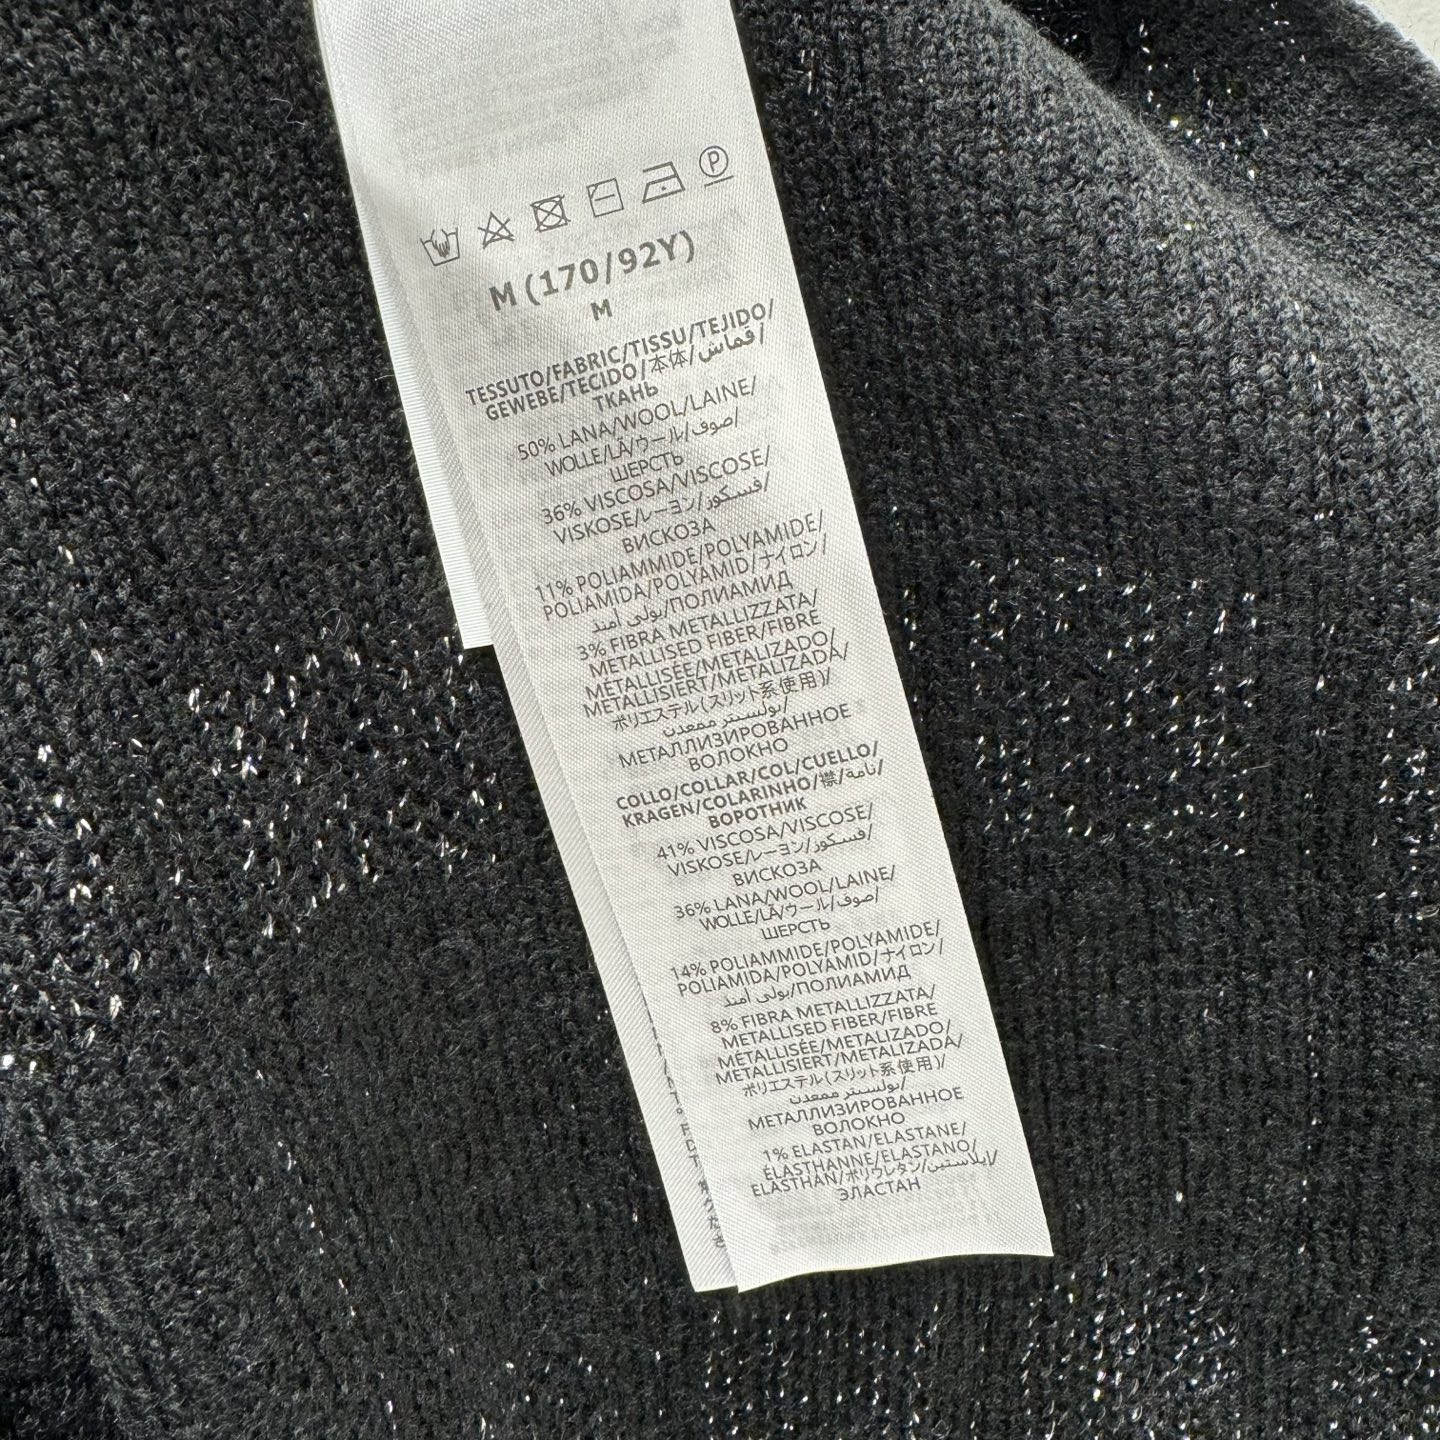 P
M (170/92Y)
M
TESSUTO/FABRIC/TISSU/TEJIDO/
GEWEBE/TECIDO/本体/قماش/
ТКАНЬ
50% LANA/WOOL/LAINE/
WOLLE/LÃ/ウール/صوف/
ШЕРСТЬ
36% VISCOSA/VISCOSE/
VISKOSE/レーヨン/فسكوز/
ВИСКОЗА
11% POLIAMMIDE/POLYAMIDE/
POLIAMIDA/POLYAMID/ナイロン/
بولي أميد/ПОЛИАМИД
3% FIBRA METALLIZZATA/
METALLISED FIBER/FIBRE
MÉTALLISÉE/METALIZADO/
METALLISIERT/METALIZADA/
ポリエステル(スリット系使用)/
بوليستر ممعدن/
МЕТАЛЛИЗИРОВАННОЕ
ВОЛОКНО
COLLO/COLLAR/COL/CUELLO/
KRAGEN/COLARINHO/襟/
ВОРОТНИК
41% VISCOSA/VISCOSE/
VISKOSE/レーヨン/فسكوز/
ВИСКОЗА
36% LANA/WOOL/LAINE/
WOLLE/LÃ/ウール/صوف/
ШЕРСТЬ
14% POLIAMMIDE/POLYAMIDE/
POLIAMIDA/POLYAMID/ナイロン/
بولي أميد/ПОЛИАМИД
8% FIBRA METALLIZZATA/
METALLISED FIBER/FIBRE
MÉTALLISÉE/METALIZADO/
METALLISIERT/METALIZADA/
ポリエステル(スリット系使用)/
بوليستر ممعدن/
МЕТАЛЛИЗИРОВАННОЕ
ВОЛОКНО
1% ELASTAN/ELASTANE/
ÉLASTHANNE/ELASTANO/
ELASTHAN/ポリウレタン/إيلاستين/
ЭЛАСТАН